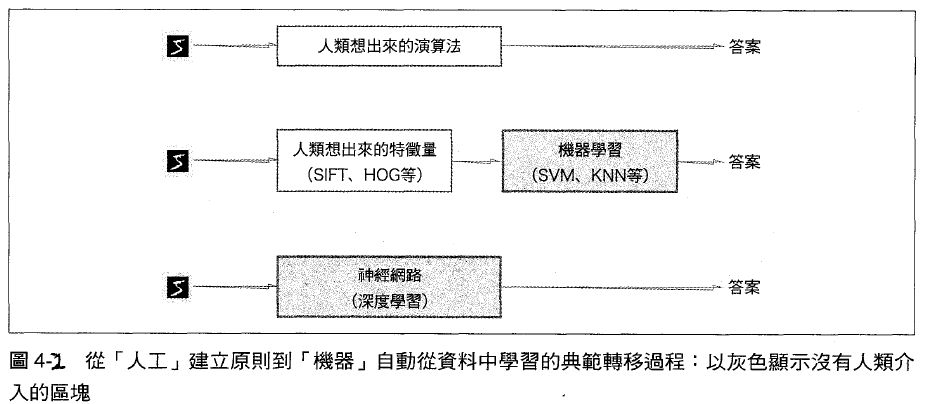 5 人類想出來的演算法 答案
5 人類想出來的特徵量 機器學習 答案
（SIFT、HOG等） （SVM、KNN等）
5 神經網路 答案
（深度學習）
圖 4-2 從「人工」建立原則到「機器」自動從資料中學習的典範轉移過程：以灰色顯示沒有人類介
入的區塊